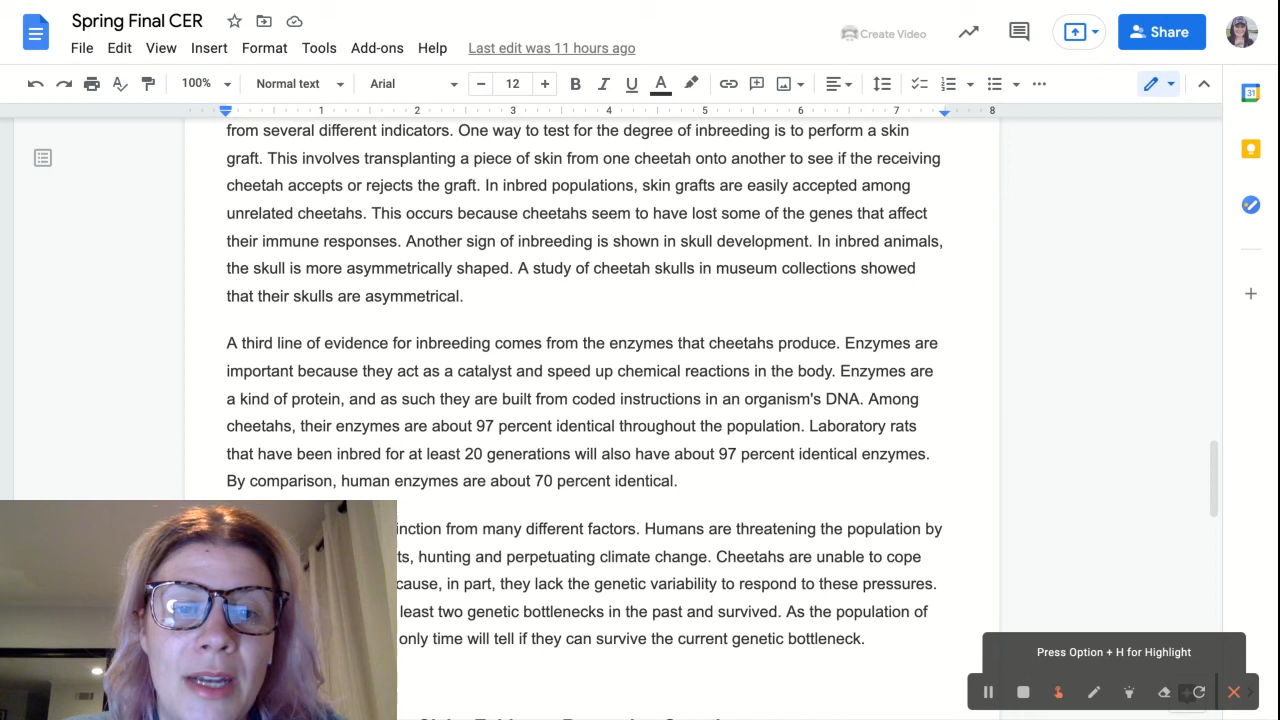 Spring Final CER
File Edit View Insert Format Tools Add-ons Help Last edit was 11 hours ago
Create Video
Share
100% Normal text Arial 12
1 2 3 4 5 6 7 8
from several different indicators. One way to test for the degree of inbreeding is to perform a skin
graft. This involves transplanting a piece of skin from one cheetah onto another to see if the receiving
cheetah accepts or rejects the graft. In inbred populations, skin grafts are easily accepted among
unrelated cheetahs. This occurs because cheetahs seem to have lost some of the genes that affect
their immune responses. Another sign of inbreeding is shown in skull development. In inbred animals,
the skull is more asymmetrically shaped. A study of cheetah skulls in museum collections showed
that their skulls are asymmetrical.
A third line of evidence for inbreeding comes from the enzymes that cheetahs produce. Enzymes are
important because they act as a catalyst and speed up chemical reactions in the body. Enzymes are
a kind of protein, and as such they are built from coded instructions in an organism's DNA. Among
cheetahs, their enzymes are about 97 percent identical throughout the population. Laboratory rats
that have been inbred for at least 20 generations will also have about 97 percent identical enzymes.
By comparison, human enzymes are about 70 percent identical.
from many different factors. Humans are threatening the population by
hunting and perpetuating climate change. Cheetahs are unable to cope
in part, they lack the genetic variability to respond to these pressures.
least two genetic bottlenecks in the past and survived. As the population of
only time will tell if they can survive the current genetic bottleneck.
Press Option + H for Highlight
31